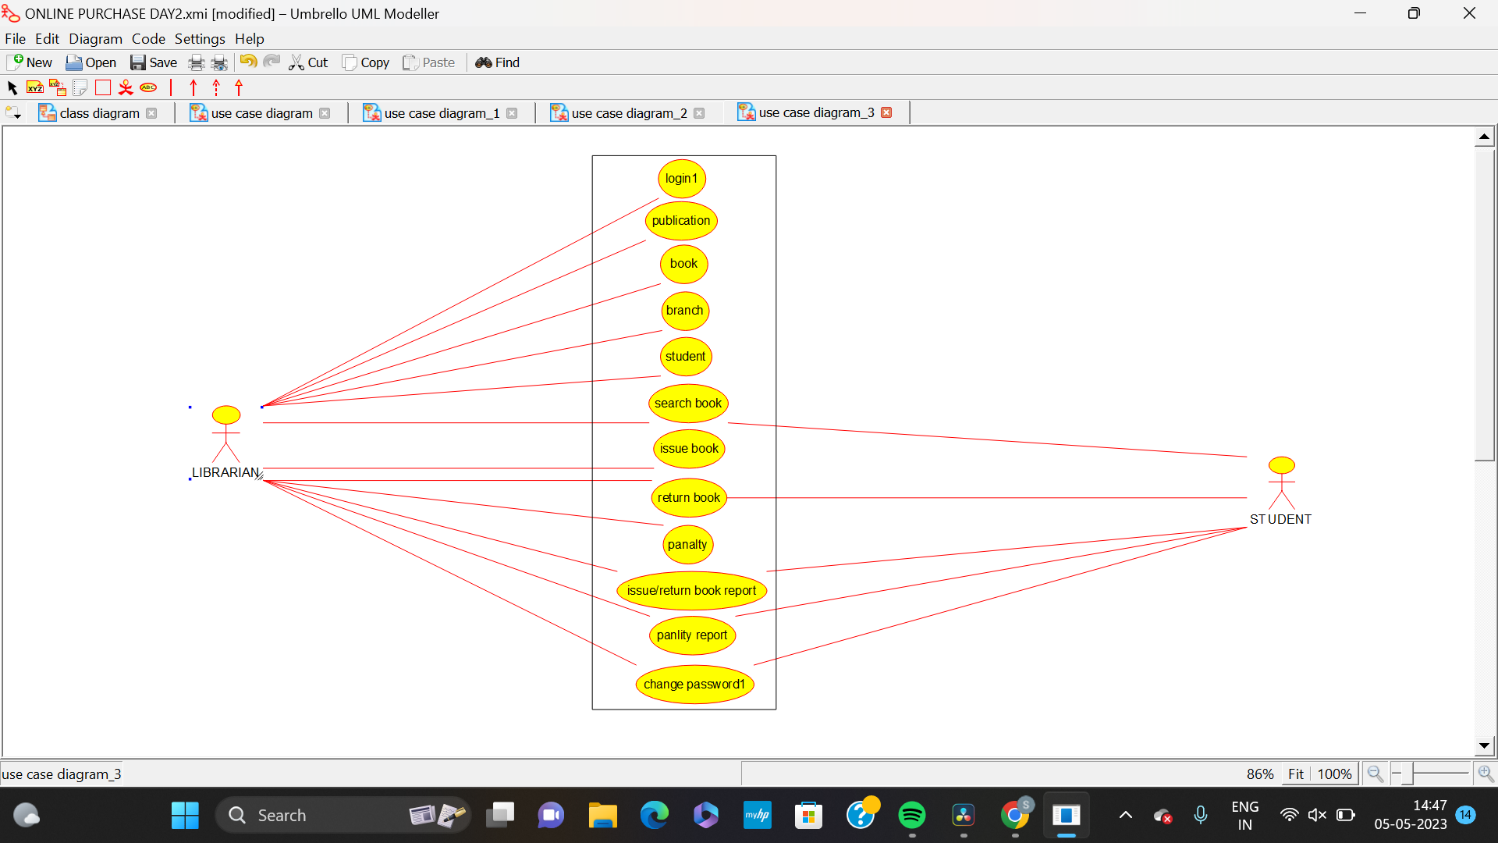 ONLINE PURCHASE DAY2.xmi [modified] – Umbrello UML Modeller
File Edit Diagram Code Settings Help
New Open Save Cut Copy Paste Find
XYZ ABC
class diagram use case diagram use case diagram_1 use case diagram_2 use case diagram_3
login1
publication
book
branch
student
search book
issue book
LIBRARIAN
return book
STUDENT
panalty
issue/return book report
panlity report
change password1
use case diagram_3 86% Fit 100%
Search myhp S ENG IN 14:47 05-05-2023 14